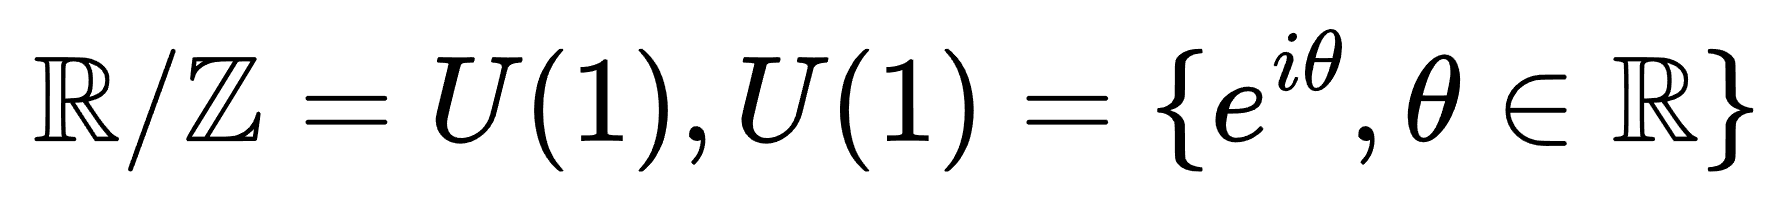 ℝ/ℤ = U(1), U(1) = {e^{iθ}, θ ∈ ℝ}